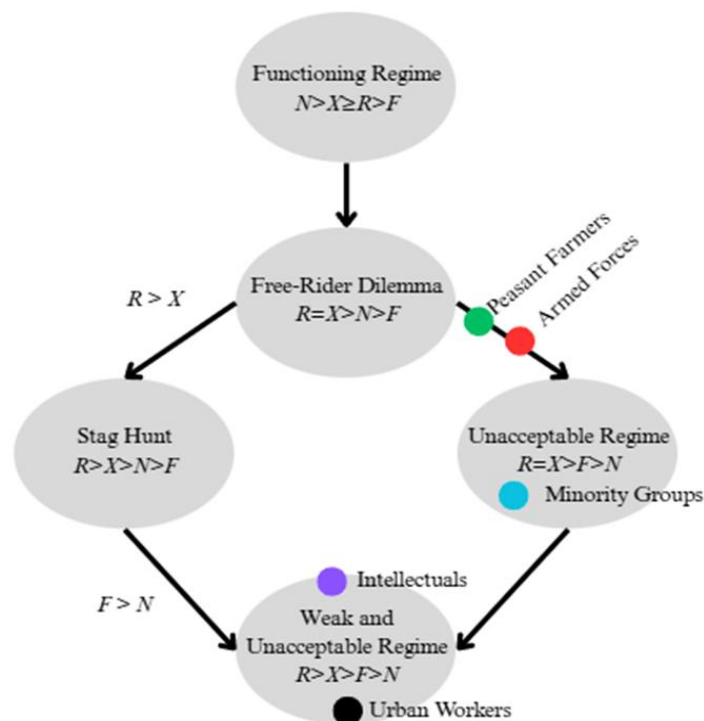 Functioning Regime
N>X≥R>F
Peasant Farmers
Armed Forces
Free-Rider Dilemma
R=X>N>F
R > X
Stag Hunt
R>X>N>F
Unacceptable Regime
R=X>F>N
Minority Groups
F > N
Intellectuals
Weak and
Unacceptable Regime
R>X>F>N
Urban Workers